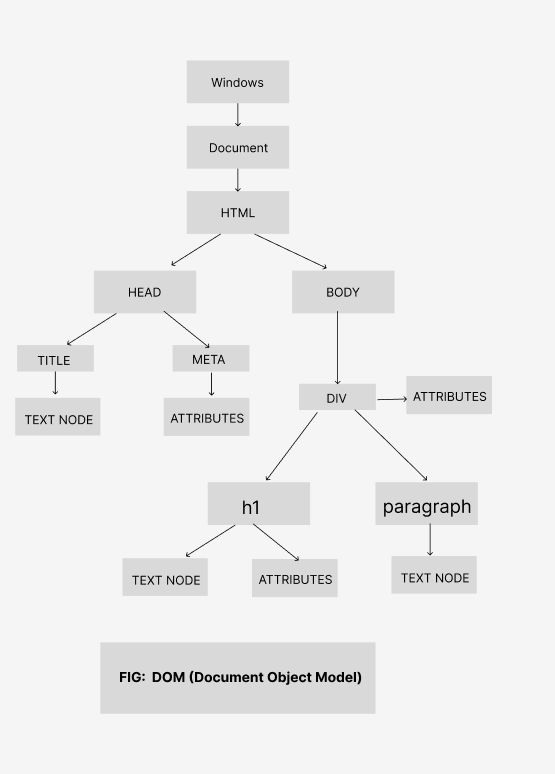 Windows
Document
HTML
HEAD
BODY
TITLE
META
TEXT NODE
ATTRIBUTES
DIV
ATTRIBUTES
h1
paragraph
TEXT NODE
ATTRIBUTES
TEXT NODE
FIG: DOM (Document Object Model)